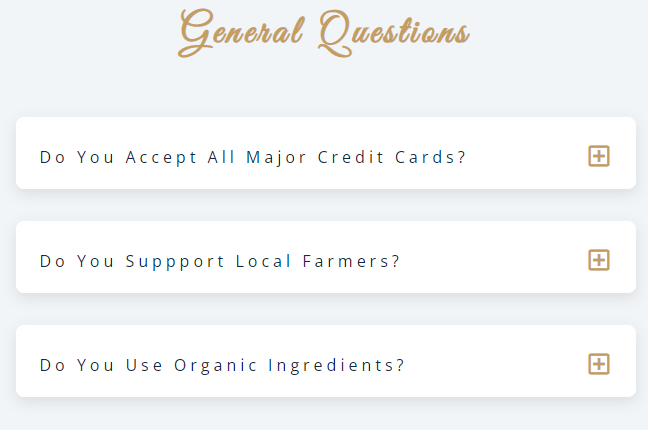 General Questions
Do You Accept All Major Credit Cards?
Do You Suppport Local Farmers?
Do You Use Organic Ingredients?